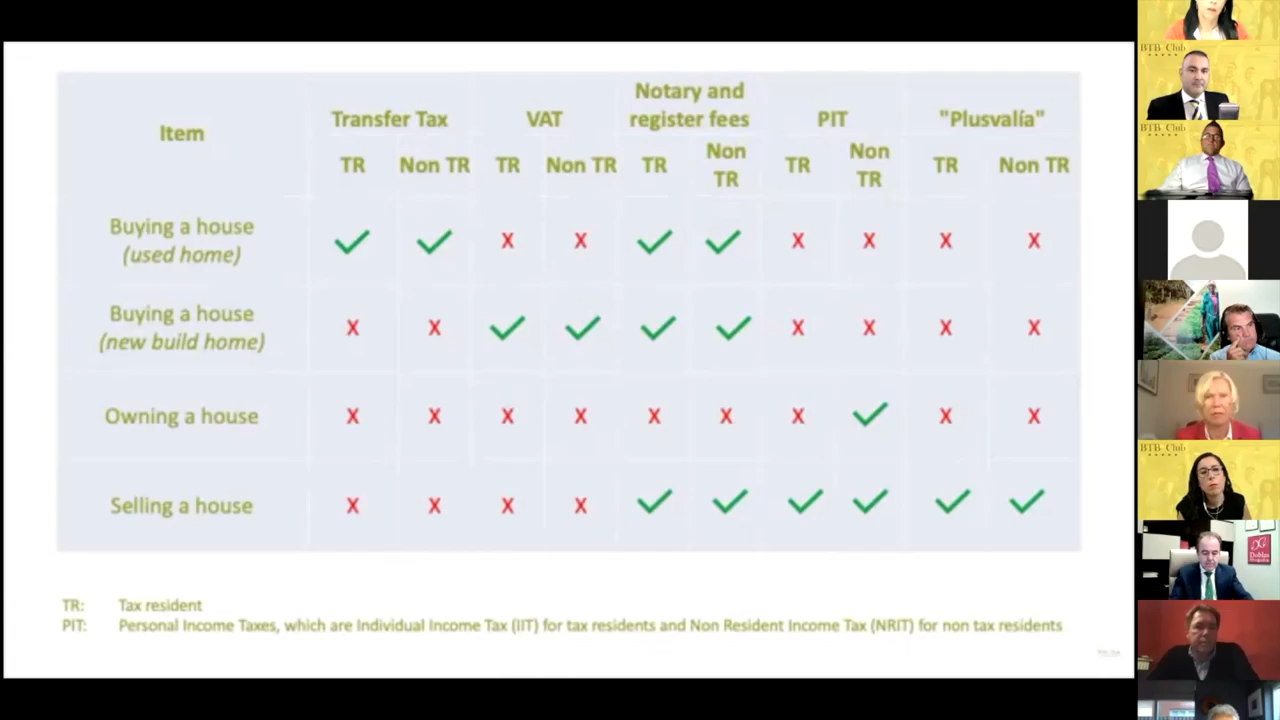 Item
Transfer Tax
VAT
Notary and
register fees
PIT
"Plusvalía"
TR
Non TR
TR
Non TR
TR
Non
TR
TR
Non
TR
TR
Non TR
Buying a house
(used home)
✓ ✓ X X ✓ ✓ X X X X
Buying a house
(new build home)
X X ✓ ✓ ✓ ✓ X X X X
Owning a house
X X X X X X X ✓ X X
Selling a house
X X X X ✓ ✓ ✓ ✓ ✓ ✓
TR: Tax resident
PIT: Personal Income Taxes, which are Individual Income Tax (IIT) for tax residents and Non Resident Income Tax (NRIT) for non tax residents
BTB Club
BTB Club
BTB Club